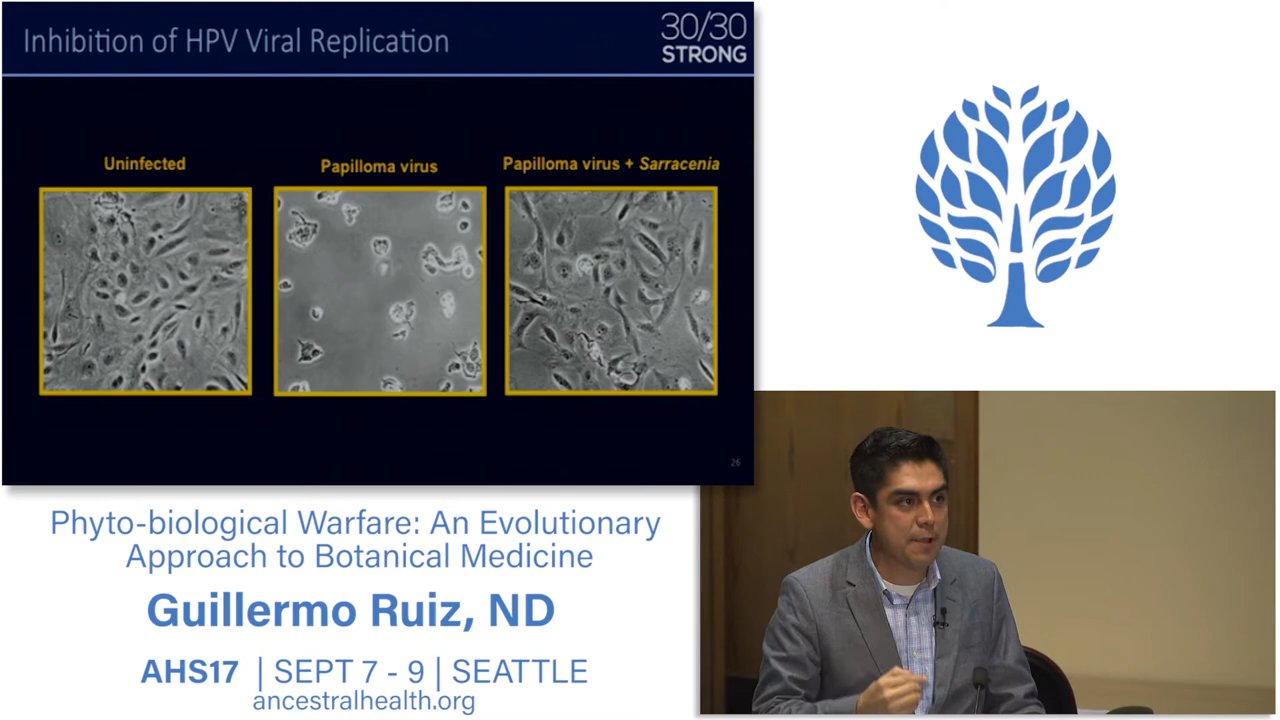 Inhibition of HPV Viral Replication
30/30
STRONG
Uninfected
Papilloma virus
Papilloma virus + Sarracenia
26
Phyto-biological Warfare: An Evolutionary
Approach to Botanical Medicine
Guillermo Ruiz, ND
AHS17 | SEPT 7 - 9 | SEATTLE
ancestralhealth.org